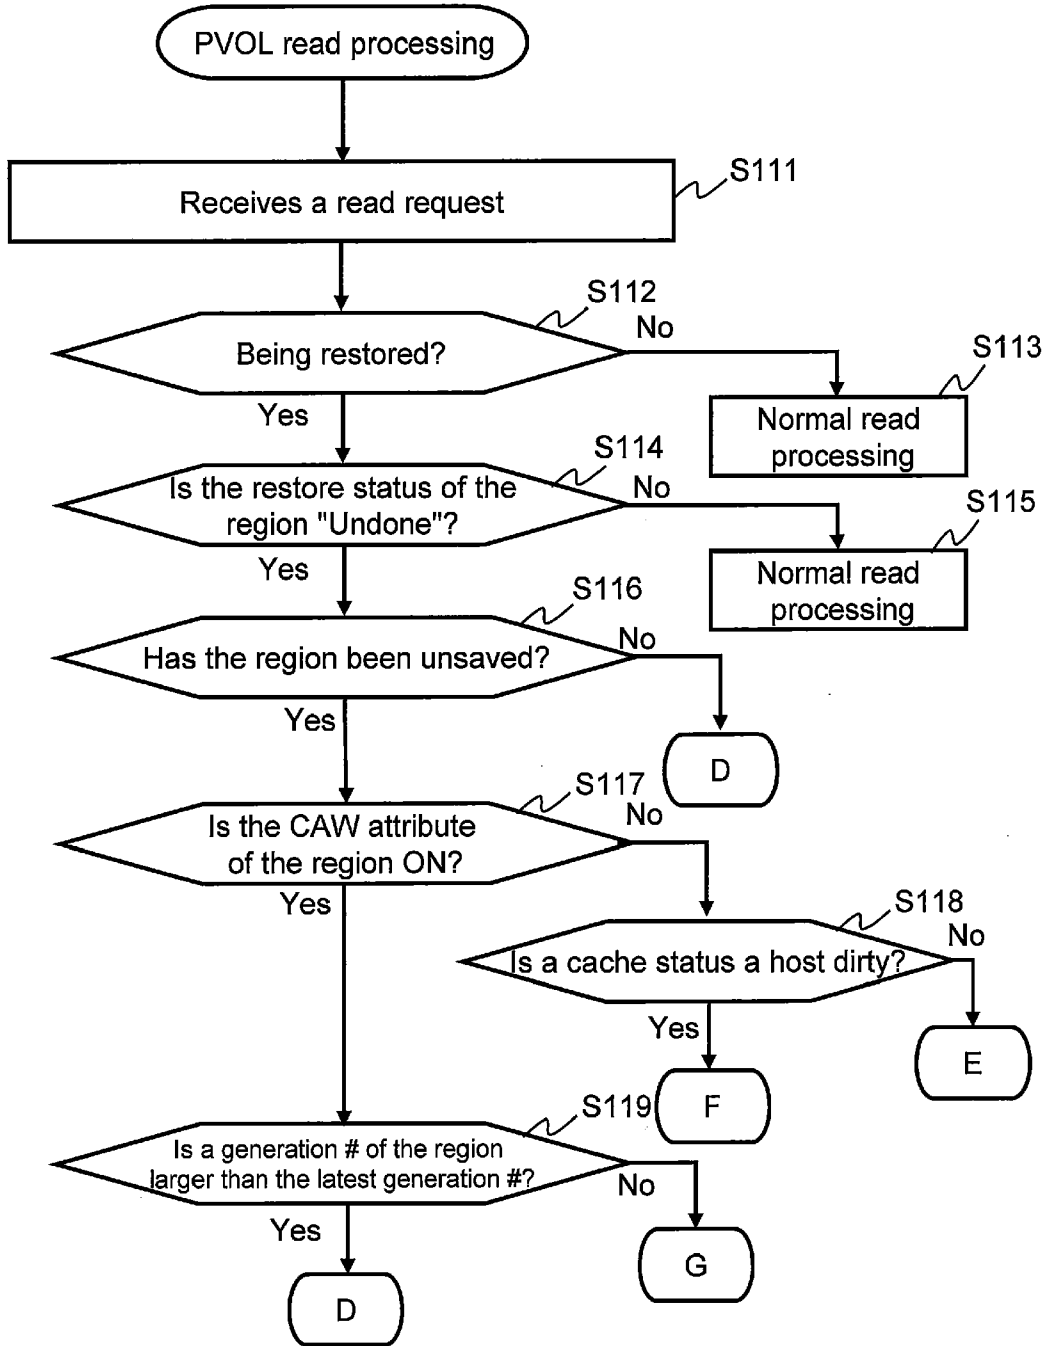 PVOL read processing
S111
Receives a read request
S112
No
Being restored?
S113
Yes
Normal read
processing
S114
Is the restore status of the
No
region "Undone"?
S115
Yes
Normal read
processing
S116
No
Has the region been unsaved?
Yes
D
S117
No
Is the CAW attribute
of the region ON?
Yes
S118
No
Is a cache status a host dirty?
Yes
E
F
S119
Is a generation # of the region
larger than the latest generation #?
No
Yes
G
D